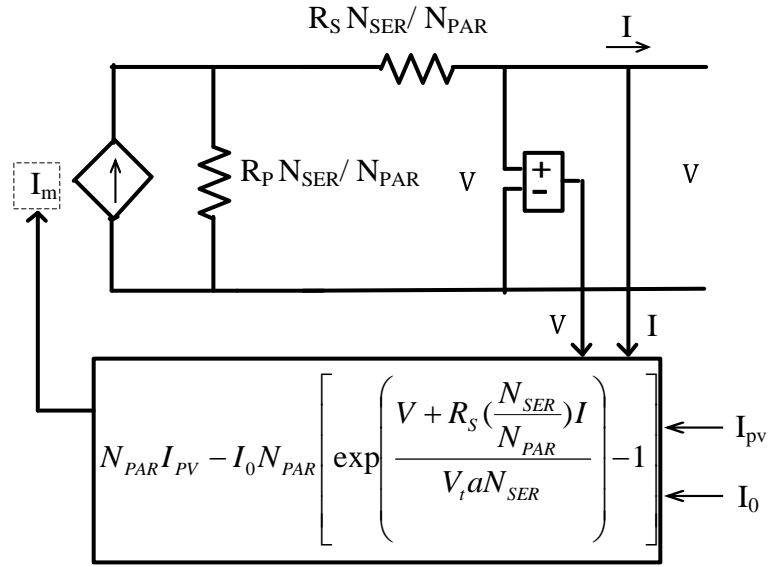 R_S N_SER / N_PAR
I
I_m
R_P N_SER / N_PAR
V
+
-
V
V
I
N_PAR I_PV − I_0 N_PAR [ exp( (V + R_S (N_SER / N_PAR) I) / (V_t a N_SER) ) − 1 ]
I_pv
I_0